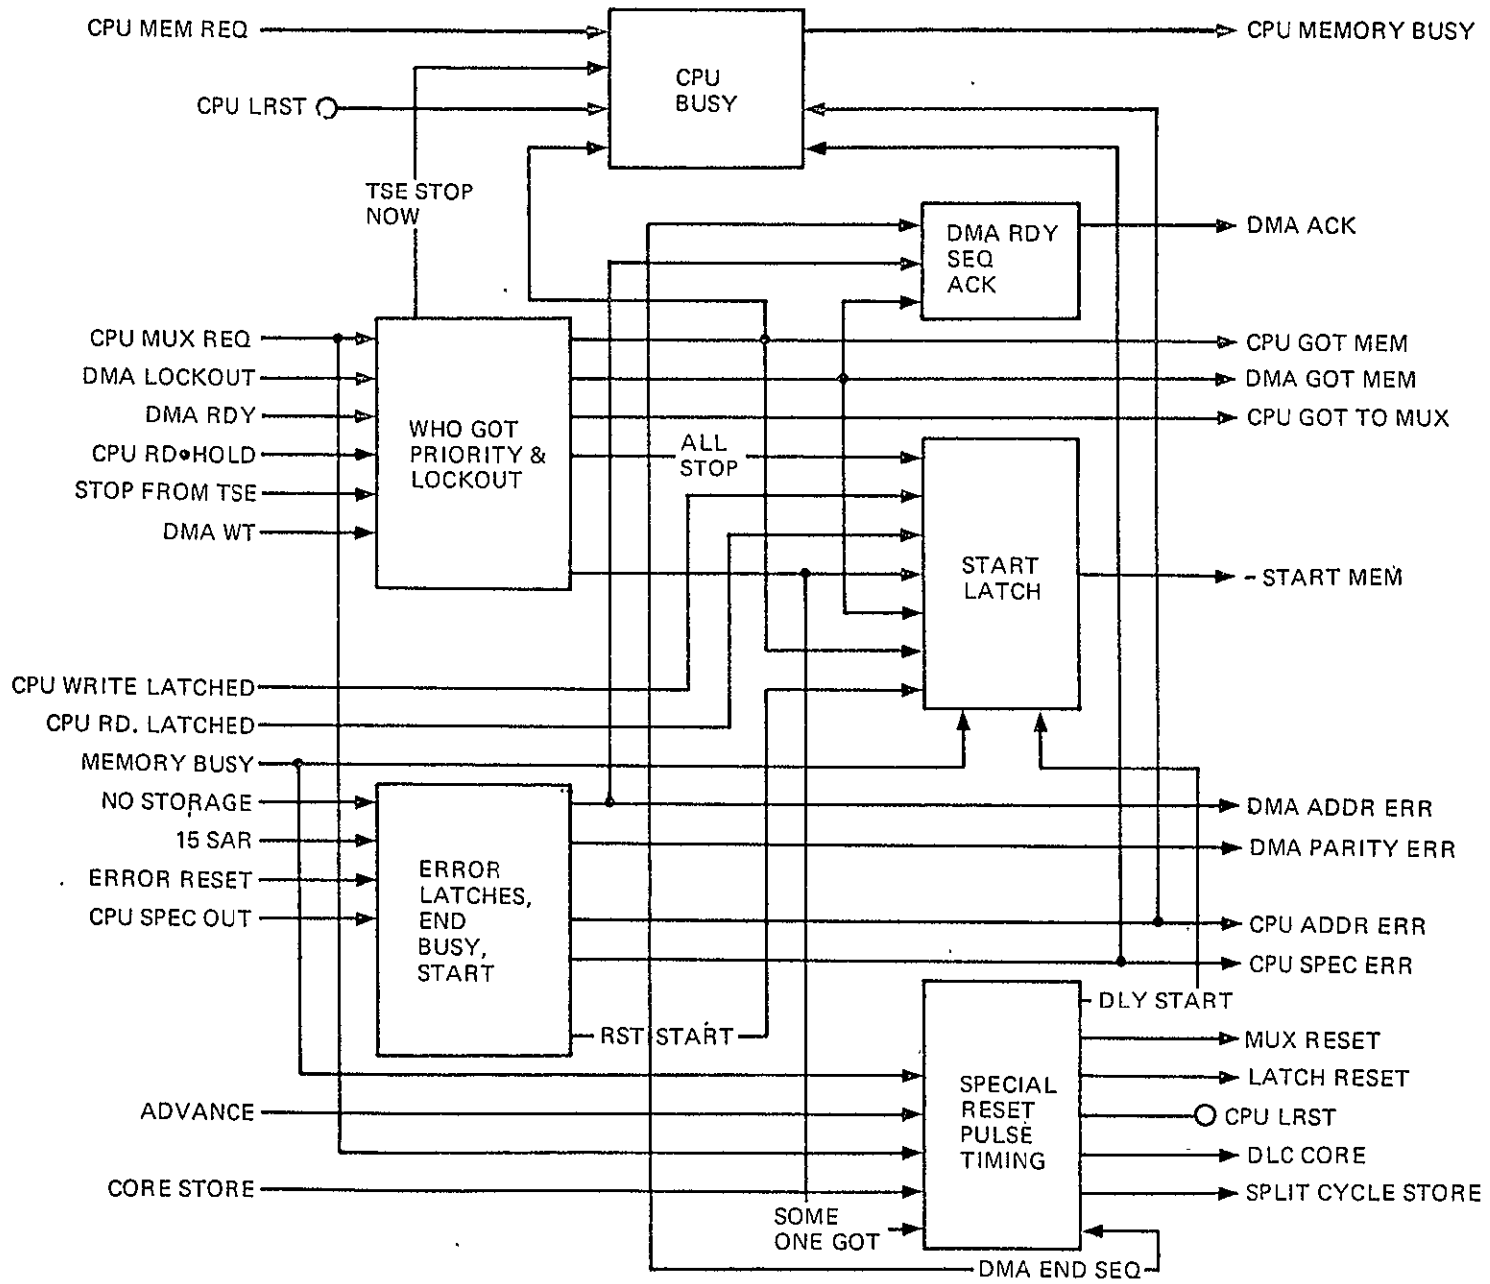 CPU MEM REQ
CPU MEMORY BUSY
CPU
BUSY
CPU LRST
TSE STOP
NOW
DMA RDY
SEQ
ACK
DMA ACK
CPU MUX REQ
DMA LOCKOUT
DMA RDY
CPU RD•HOLD
STOP FROM TSE
DMA WT
WHO GOT
PRIORITY &
LOCKOUT
CPU GOT MEM
DMA GOT MEM
CPU GOT TO MUX
ALL
STOP
START
LATCH
- START MEM
CPU WRITE LATCHED
CPU RD. LATCHED
MEMORY BUSY
NO STORAGE
15 SAR
ERROR RESET
CPU SPEC OUT
ERROR
LATCHES,
END
BUSY,
START
DMA ADDR ERR
DMA PARITY ERR
CPU ADDR ERR
CPU SPEC ERR
DLY START
RST START
ADVANCE
CORE STORE
SPECIAL
RESET
PULSE
TIMING
MUX RESET
LATCH RESET
CPU LRST
DLC CORE
SPLIT CYCLE STORE
SOME
ONE GOT
DMA END SEQ